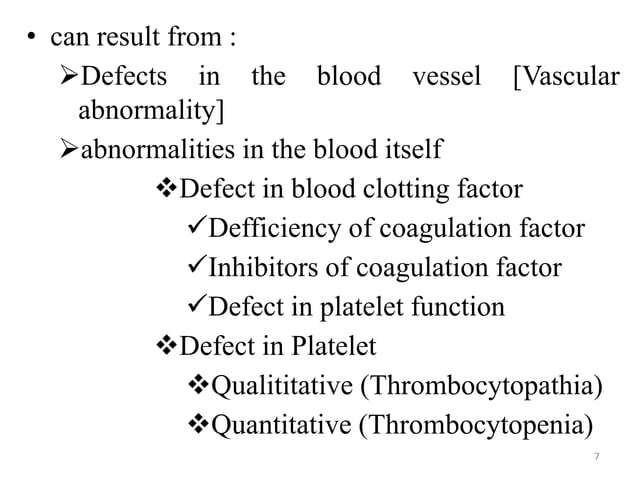 • can result from :
➢Defects in the blood vessel [Vascular
abnormality]
➢abnormalities in the blood itself
❖Defect in blood clotting factor
✓Defficiency of coagulation factor
✓Inhibitors of coagulation factor
✓Defect in platelet function
❖Defect in Platelet
❖Qualititative (Thrombocytopathia)
❖Quantitative (Thrombocytopenia)
7